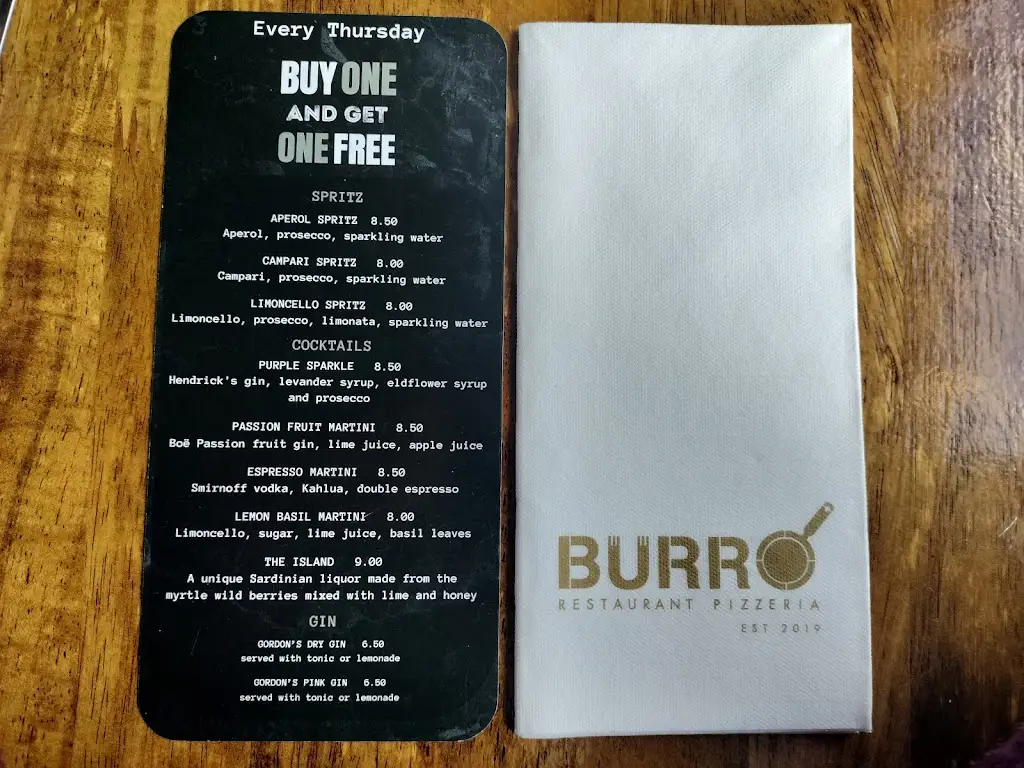 Every Thursday
BUY ONE
AND GET
ONE FREE
SPRITZ
APEROL SPRITZ 8.50
Aperol, prosecco, sparkling water
CAMPARI SPRITZ 8.00
Campari, prosecco, sparkling water
LIMONCELLO SPRITZ 8.00
Limoncello, prosecco, limonata, sparkling water
COCKTAILS
PURPLE SPARKLE 8.50
Hendrick's gin, levander syrup, eldflower syrup
and prosecco
PASSION FRUIT MARTINI 8.50
Boë Passion fruit gin, lime juice, apple juice
ESPRESSO MARTINI 8.50
Smirnoff vodka, Kahlua, double espresso
LEMON BASIL MARTINI 8.00
Limoncello, sugar, lime juice, basil leaves
THE ISLAND 9.00
A unique Sardinian liquor made from the
myrtle wild berries mixed with lime and honey
GIN
GORDON'S DRY GIN 6.50
served with tonic or lemonade
GORDON'S PINK GIN 6.50
served with tonic or lemonade
BURRO
RESTAURANT PIZZERIA
EST 2019